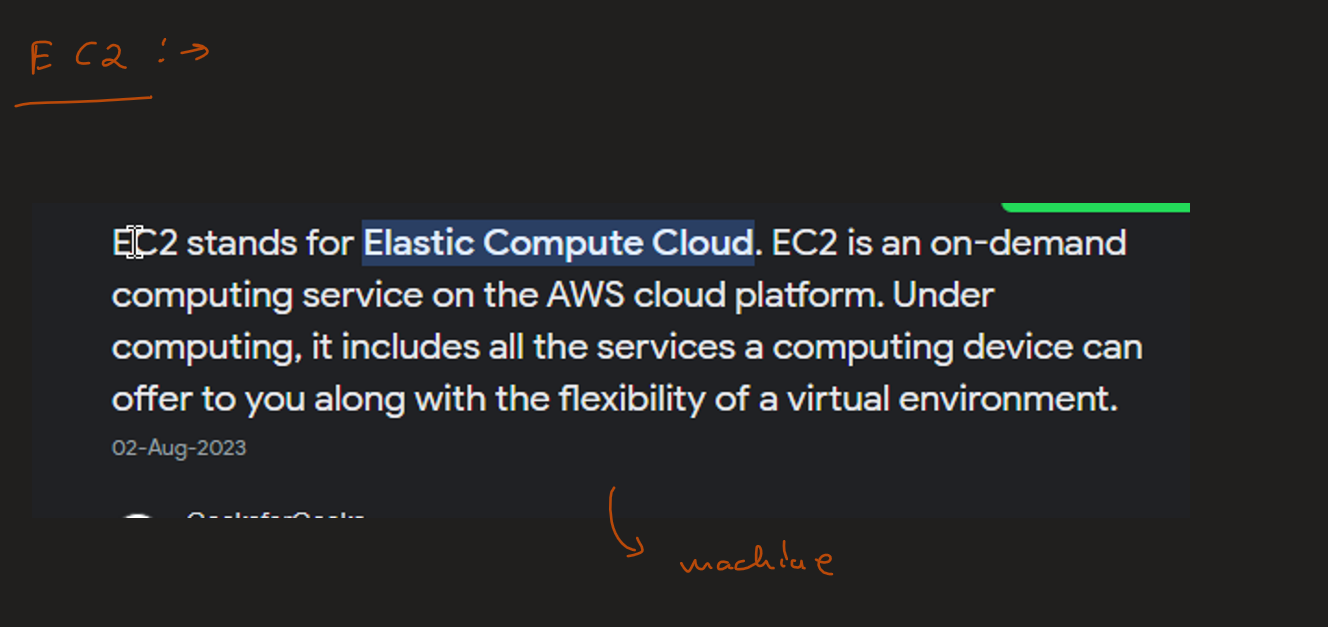 EC2 :→
EC2 stands for Elastic Compute Cloud. EC2 is an on-demand
computing service on the AWS cloud platform. Under
computing, it includes all the services a computing device can
offer to you along with the flexibility of a virtual environment.
02-Aug-2023
GeeksforGeeks
machine